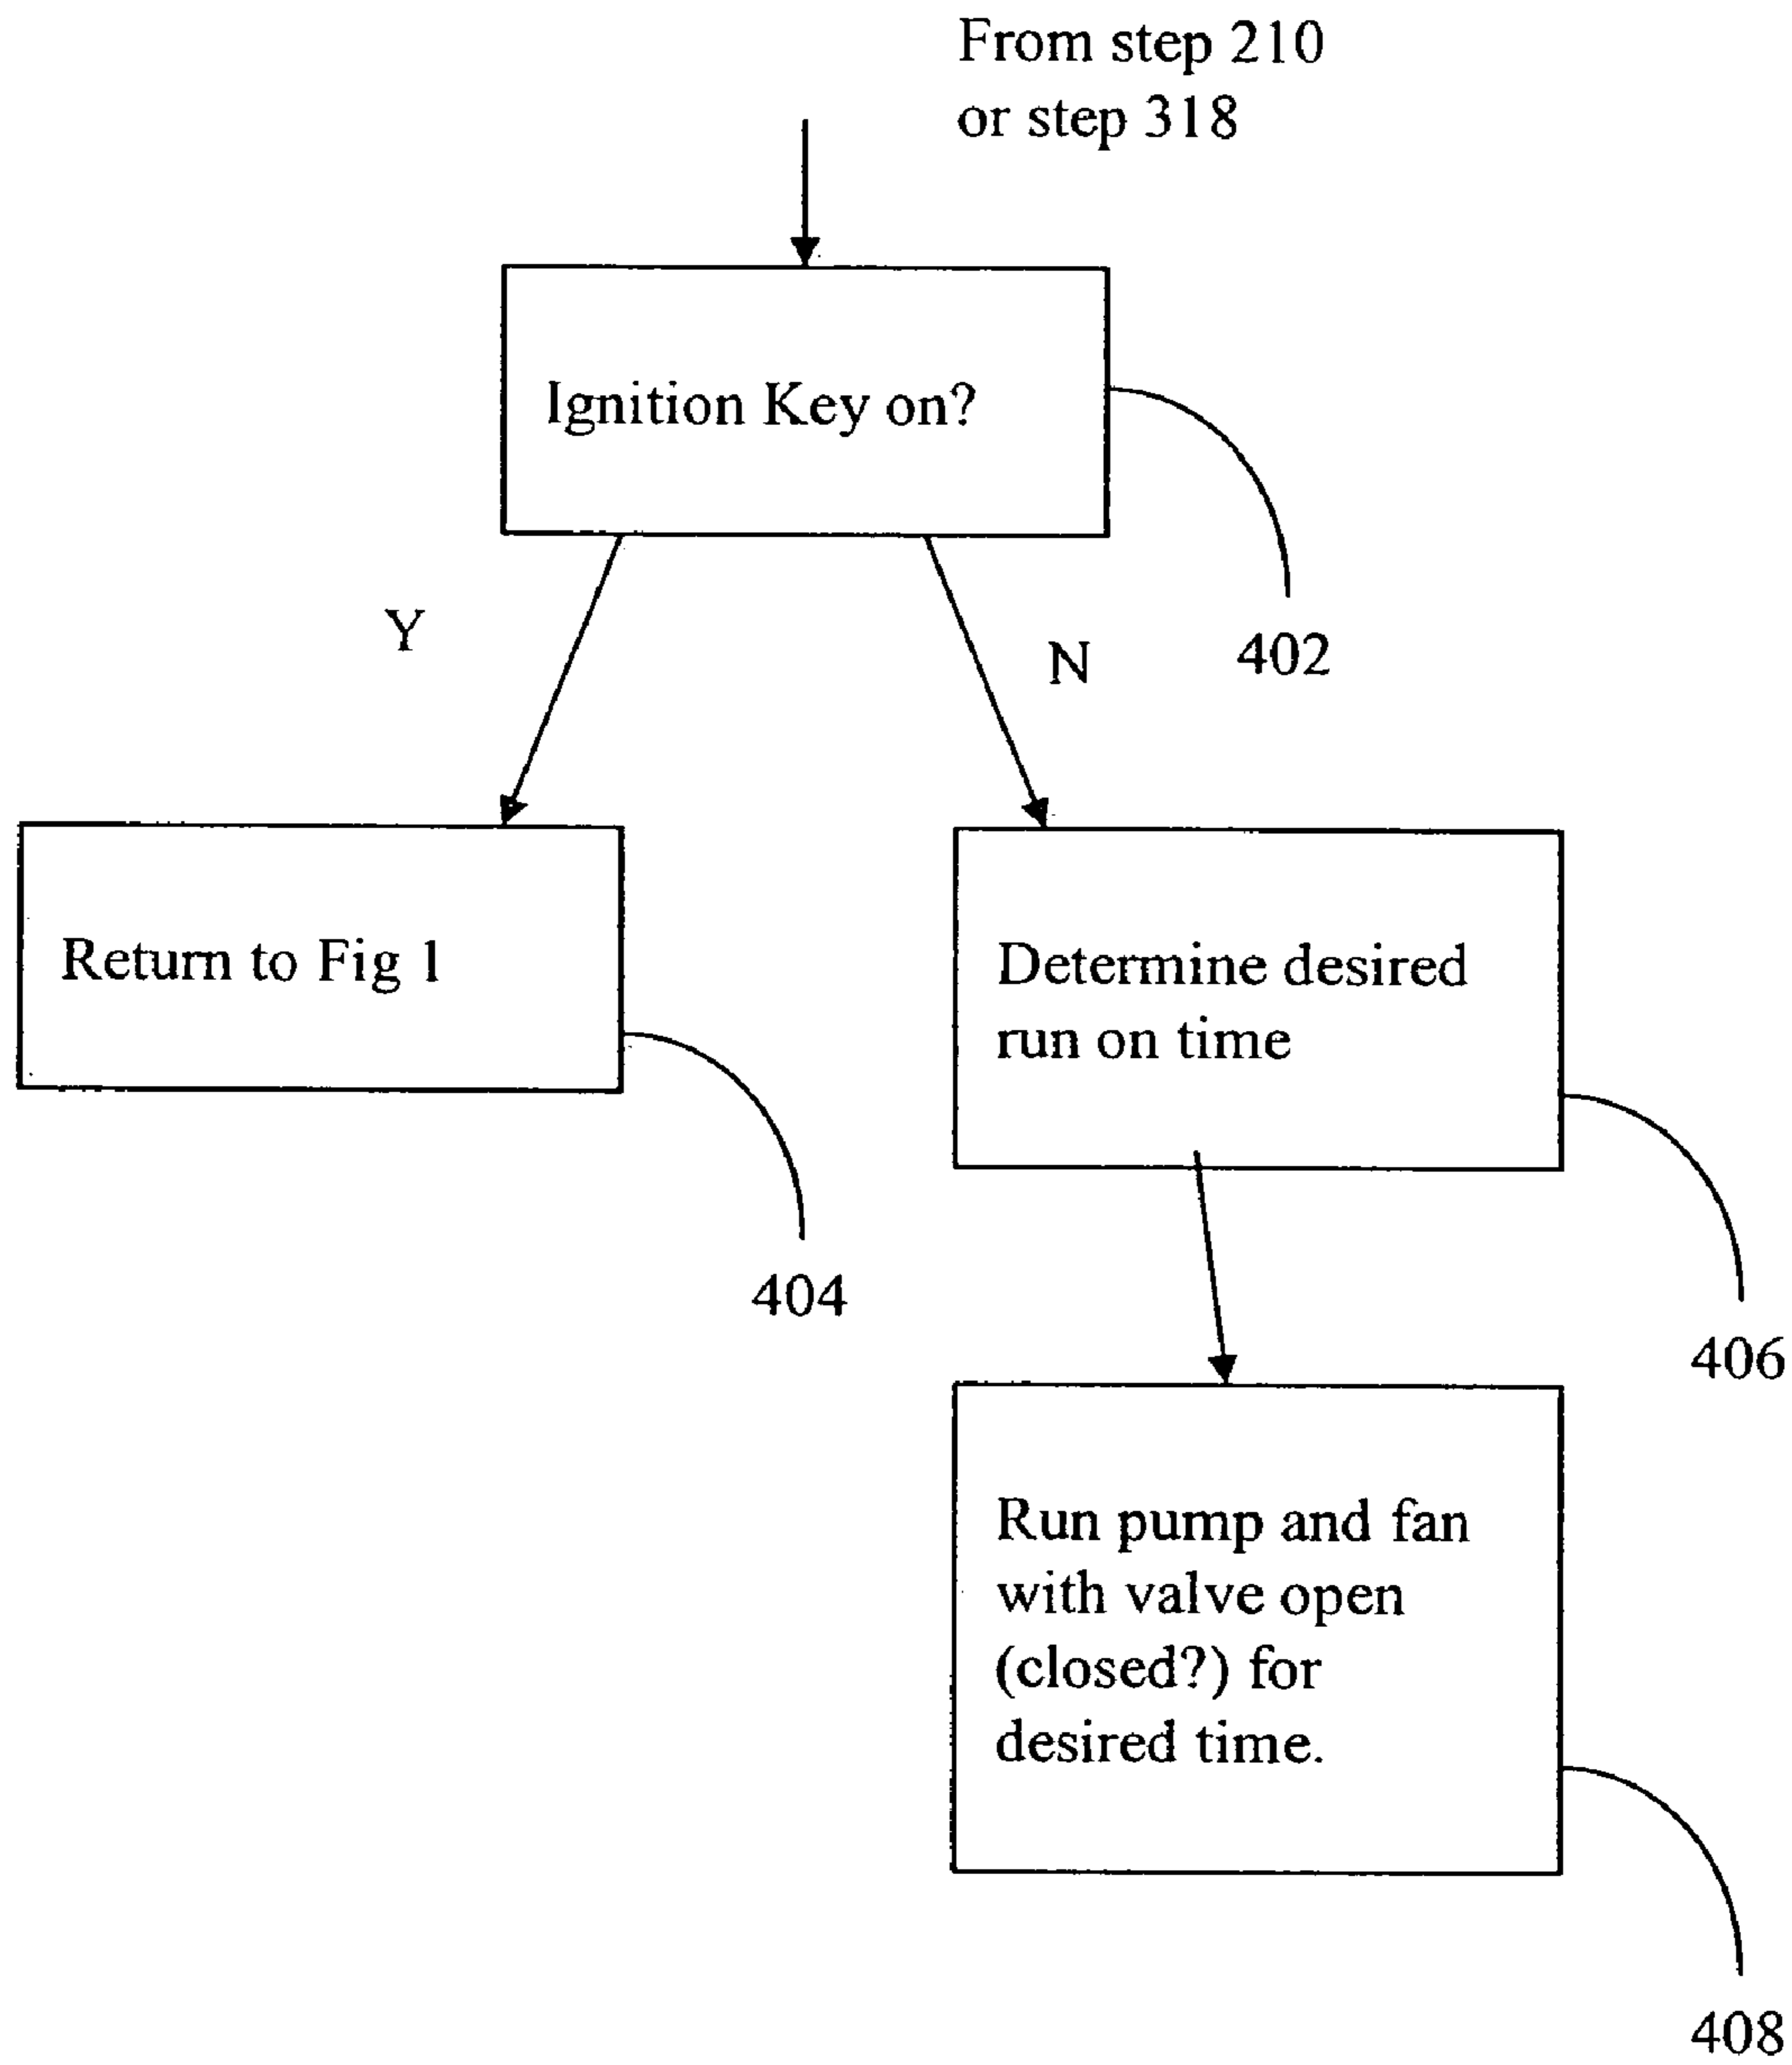 From step 210
or step 318
Ignition Key on?
Y
N
402
Return to Fig 1
Determine desired
run on time
404
406
Run pump and fan
with valve open
(closed?) for
desired time.
408